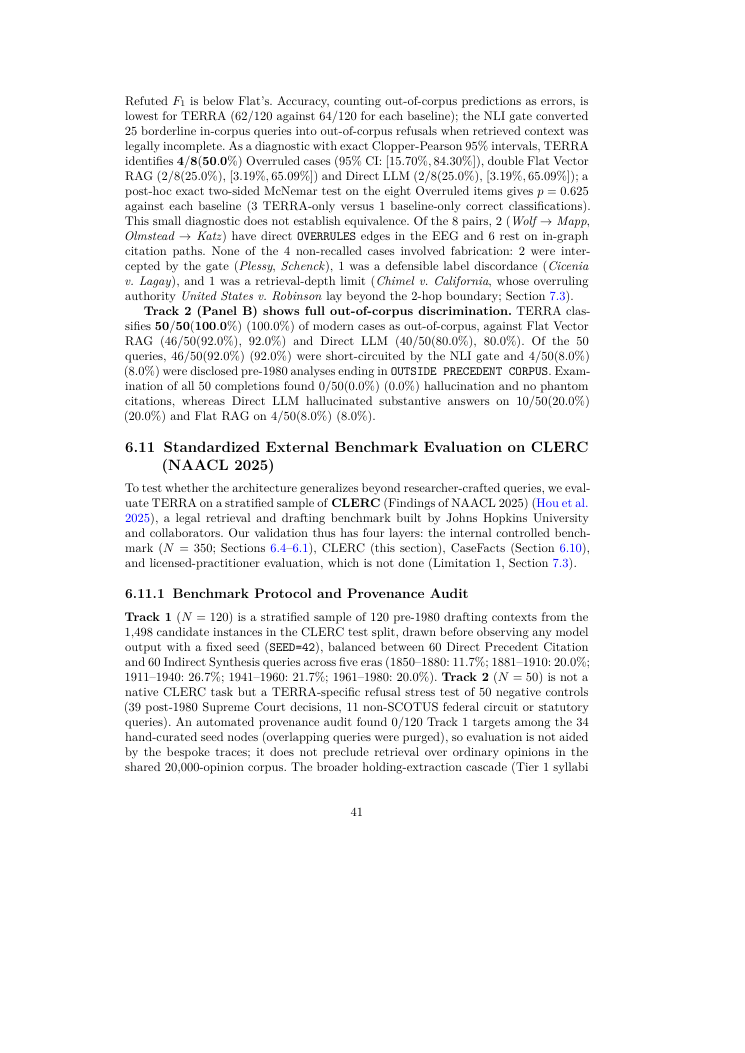 Refuted F1 is below Flat's. Accuracy, counting out-of-corpus predictions as errors, is
lowest for TERRA (62/120 against 64/120 for each baseline); the NLI gate converted
25 borderline in-corpus queries into out-of-corpus refusals when retrieved context was
legally incomplete. As a diagnostic with exact Clopper-Pearson 95% intervals, TERRA
identifies 4/8(50.0%) Overruled cases (95% CI: [15.70%, 84.30%]), double Flat Vector
RAG (2/8(25.0%), [3.19%, 65.09%]) and Direct LLM (2/8(25.0%), [3.19%, 65.09%]); a
post-hoc exact two-sided McNemar test on the eight Overruled items gives p = 0.625
against each baseline (3 TERRA-only versus 1 baseline-only correct classifications).
This small diagnostic does not establish equivalence. Of the 8 pairs, 2 (Wolf → Mapp,
Olmstead → Katz) have direct OVERRULES edges in the EEG and 6 rest on in-graph
citation paths. None of the 4 non-recalled cases involved fabrication: 2 were inter-
cepted by the gate (Plessy, Schenck), 1 was a defensible label discordance (Cicenia
v. Lagay), and 1 was a retrieval-depth limit (Chimel v. California, whose overruling
authority United States v. Robinson lay beyond the 2-hop boundary; Section 7.3).
Track 2 (Panel B) shows full out-of-corpus discrimination. TERRA clas-
sifies 50/50(100.0%) (100.0%) of modern cases as out-of-corpus, against Flat Vector
RAG (46/50(92.0%), 92.0%) and Direct LLM (40/50(80.0%), 80.0%). Of the 50
queries, 46/50(92.0%) (92.0%) were short-circuited by the NLI gate and 4/50(8.0%)
(8.0%) were disclosed pre-1980 analyses ending in OUTSIDE PRECEDENT CORPUS. Exam-
ination of all 50 completions found 0/50(0.0%) (0.0%) hallucination and no phantom
citations, whereas Direct LLM hallucinated substantive answers on 10/50(20.0%)
(20.0%) and Flat RAG on 4/50(8.0%) (8.0%).
6.11 Standardized External Benchmark Evaluation on CLERC
(NAACL 2025)
To test whether the architecture generalizes beyond researcher-crafted queries, we eval-
uate TERRA on a stratified sample of CLERC (Findings of NAACL 2025) (Hou et al.
2025), a legal retrieval and drafting benchmark built by Johns Hopkins University
and collaborators. Our validation thus has four layers: the internal controlled bench-
mark (N = 350; Sections 6.4–6.1), CLERC (this section), CaseFacts (Section 6.10),
and licensed-practitioner evaluation, which is not done (Limitation 1, Section 7.3).
6.11.1 Benchmark Protocol and Provenance Audit
Track 1 (N = 120) is a stratified sample of 120 pre-1980 drafting contexts from the
1,498 candidate instances in the CLERC test split, drawn before observing any model
output with a fixed seed (SEED=42), balanced between 60 Direct Precedent Citation
and 60 Indirect Synthesis queries across five eras (1850–1880: 11.7%; 1881–1910: 20.0%;
1911–1940: 26.7%; 1941–1960: 21.7%; 1961–1980: 20.0%). Track 2 (N = 50) is not a
native CLERC task but a TERRA-specific refusal stress test of 50 negative controls
(39 post-1980 Supreme Court decisions, 11 non-SCOTUS federal circuit or statutory
queries). An automated provenance audit found 0/120 Track 1 targets among the 34
hand-curated seed nodes (overlapping queries were purged), so evaluation is not aided
by the bespoke traces; it does not preclude retrieval over ordinary opinions in the
shared 20,000-opinion corpus. The broader holding-extraction cascade (Tier 1 syllabi
41